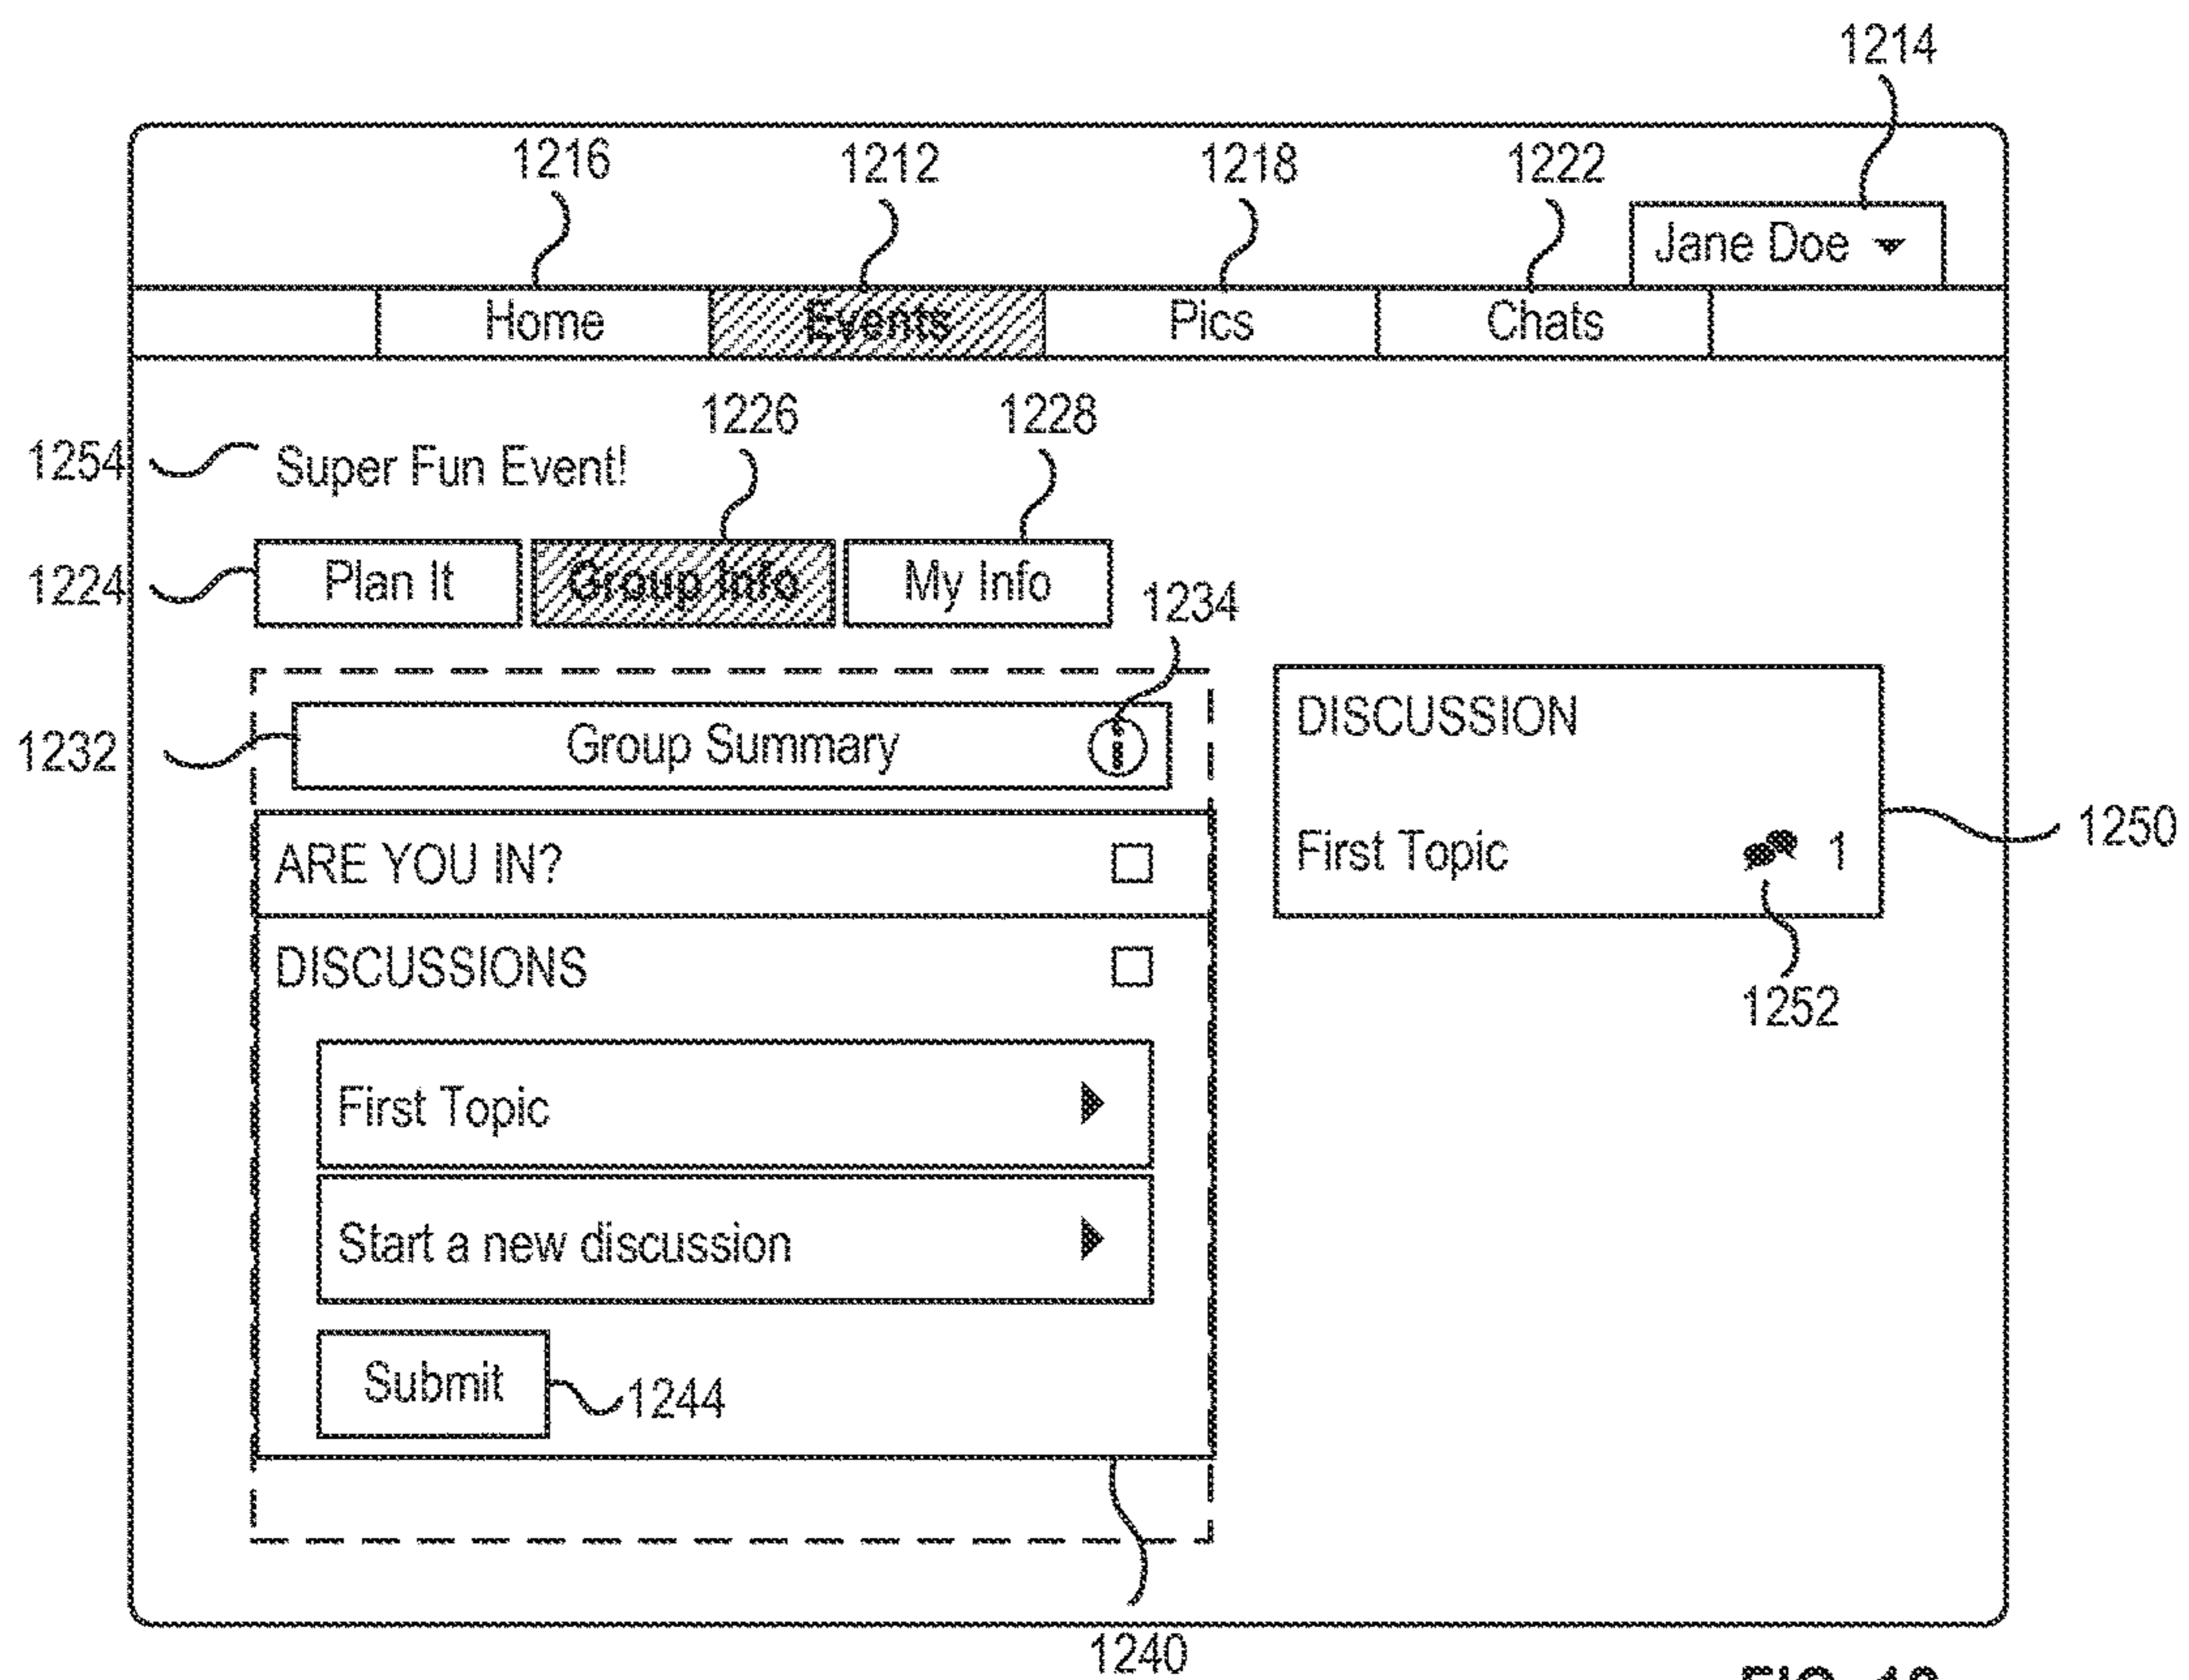 1214
1216 1212 1218 1222
Jane Doe
Home Events Pics Chats
1226 1228
1254 Super Fun Event!
1224 Plan It Group Info My Info
1234
1232 Group Summary
DISCUSSION
First Topic 1
1250
1252
ARE YOU IN?
DISCUSSIONS
First Topic
Start a new discussion
Submit 1244
1240